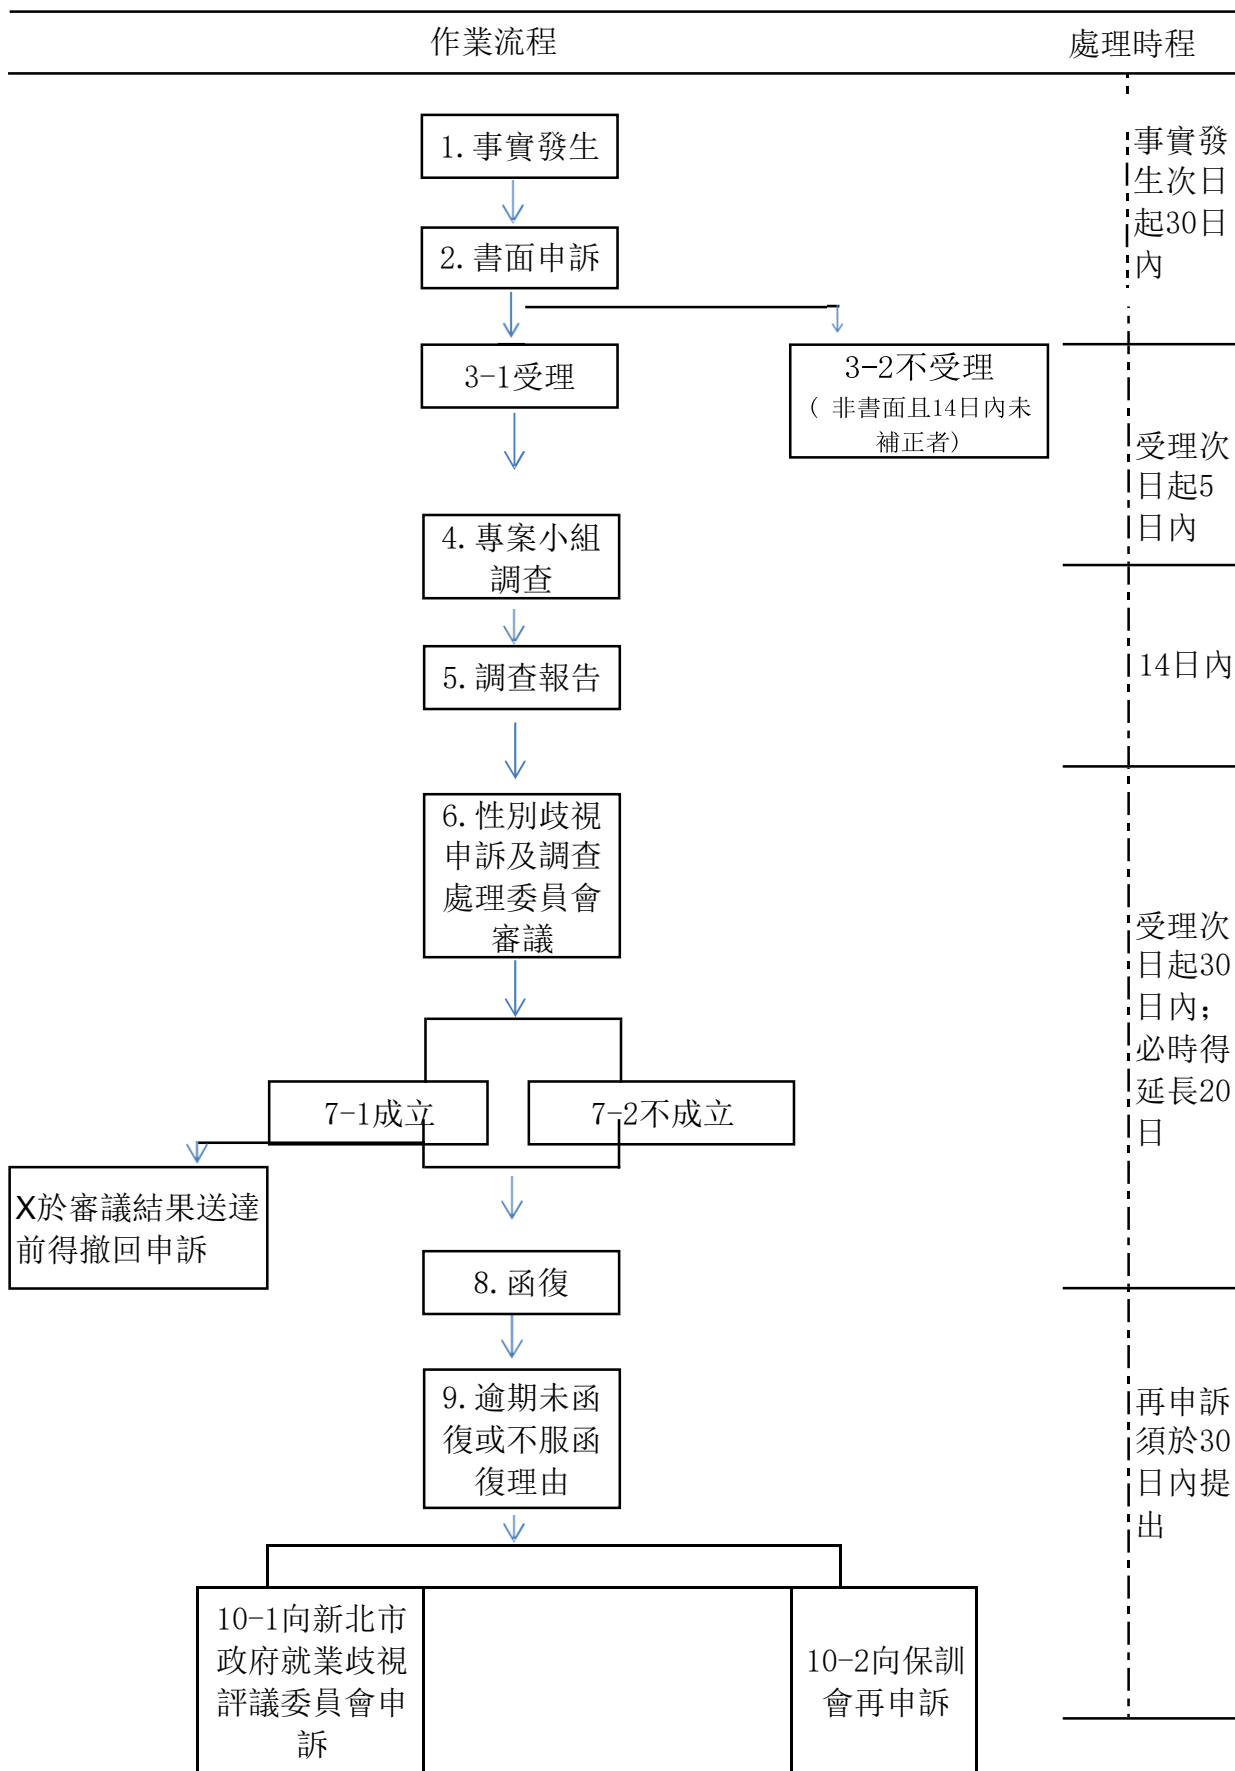 作業流程
處理時程
1.事實發生
2.書面申訴
3-1受理
3-2不受理
( 非書面且14日內未
補正者)
4.專案小組
調查
5.調查報告
6.性別歧視
申訴及調查
處理委員會
審議
7-1成立
7-2不成立
X於審議結果送達
前得撤回申訴
8.函復
9.逾期未函
復或不服函
復理由
10-1向新北市
政府就業歧視
評議委員會申
訴
10-2向保訓
會再申訴
事實發
生次日
起30日
內
受理次
日起5
日內
14日內
受理次
日起30
日內；
必時得
延長20
日
再申訴
須於30
日內提
出